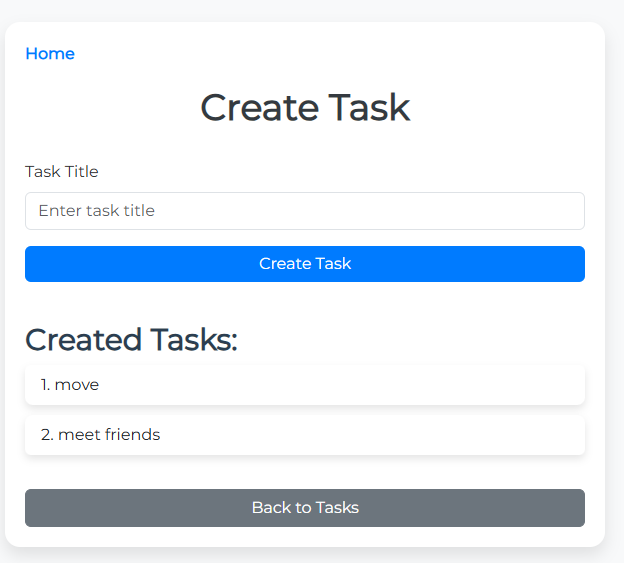 Home
Create Task
Task Title
Enter task title
Create Task
Created Tasks:
1. move
2. meet friends
Back to Tasks